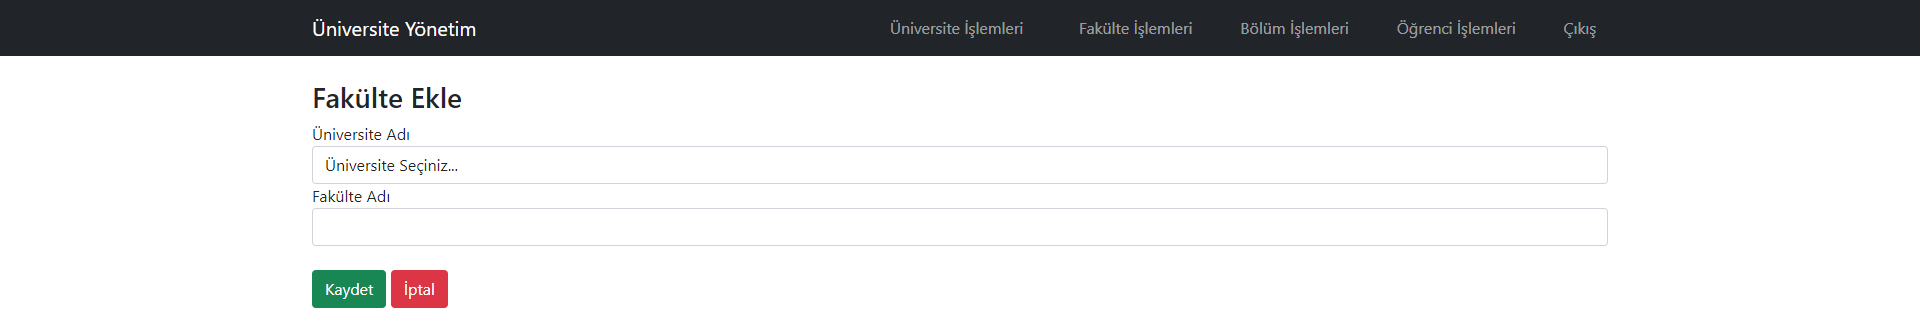 Üniversite Yönetim Üniversite İşlemleri Fakülte İşlemleri Bölüm İşlemleri Öğrenci İşlemleri Çıkış
Fakülte Ekle
Üniversite Adı
Üniversite Seçiniz...
Fakülte Adı
Kaydet İptal